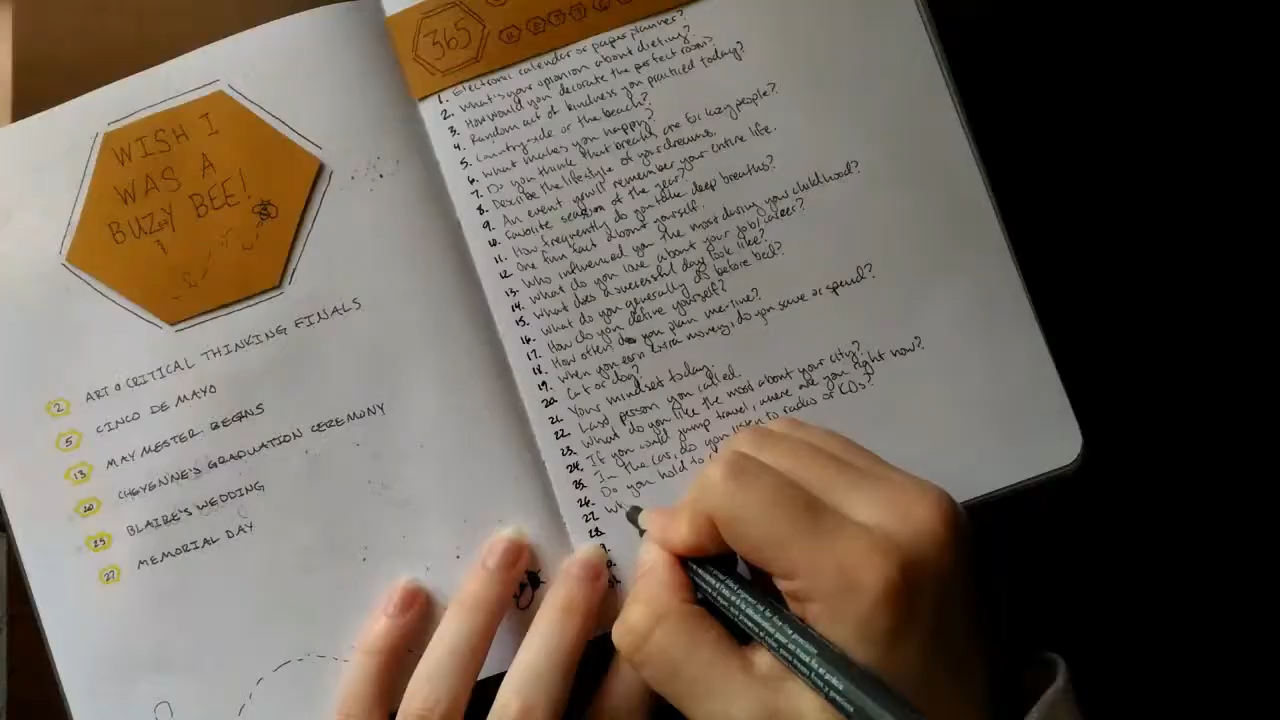 WISH I
WAS A
BUZY BEE!
2 ART & CRITICAL THINKING FINALS
5 CINCO DE MAYO
13 MAYMESTER BEGINS
20 CHEYENNE'S GRADUATION CEREMONY
25 BLAIRE'S WEDDING
27 MEMORIAL DAY
365
1. Electronic calendar or paper planner?
2. What's your opinion about dieting?
3. How would you decorate the perfect room?
4. Random act of kindness you practiced today?
5. Countryside or the beach?
6. What makes you happy?
7. Do you think that breaks are for lazy people?
8. Describe the lifestyle of your dreams.
9. An event you'll remember your entire life.
10. Favorite season of the year?
11. How frequently do you take deep breaths?
12. One fun fact about yourself.
13. Who influenced you the most during your childhood?
14. What do you love about your job/career?
15. What does a successful day look like?
16. What do you generally do before bed?
17. How do you define yourself?
18. How often do you plan me-time?
19. When you earn extra money, do you save or spend?
20. Cat or dog?
21. Your mindset today.
22. Last person you called
23. What do you like the most about your city?
24. If you could jump travel, where are you right now?
25. In the car, do you listen to radio or CDs?
26. Do you hold to
27. Wh
28.